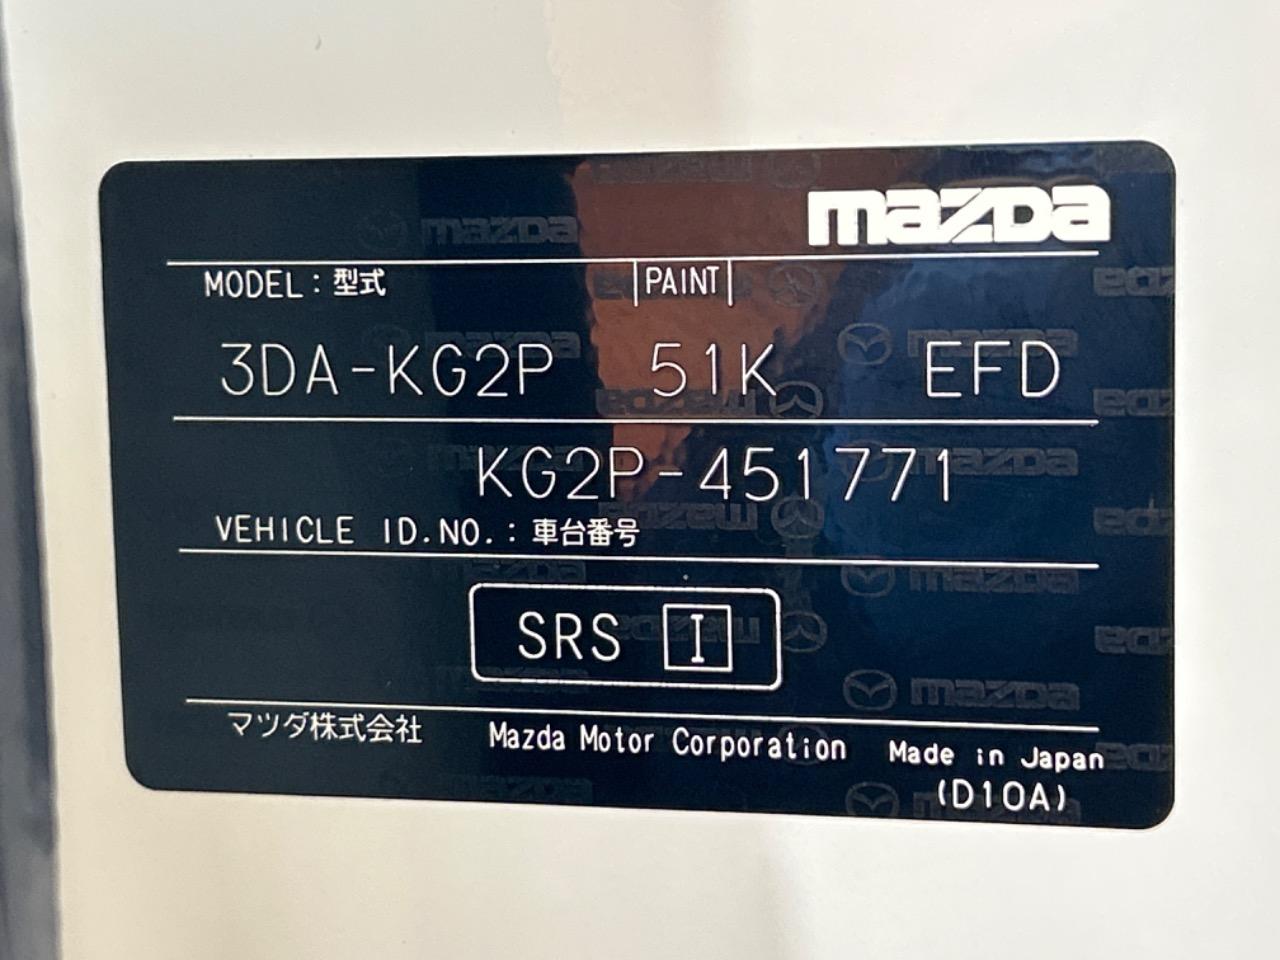 mazda
MODEL : 型式 PAINT
3DA-KG2P 51K EFD
KG2P-451771
VEHICLE ID.NO. : 車台番号
SRS I
マツダ株式会社 Mazda Motor Corporation Made in Japan
(D10A)